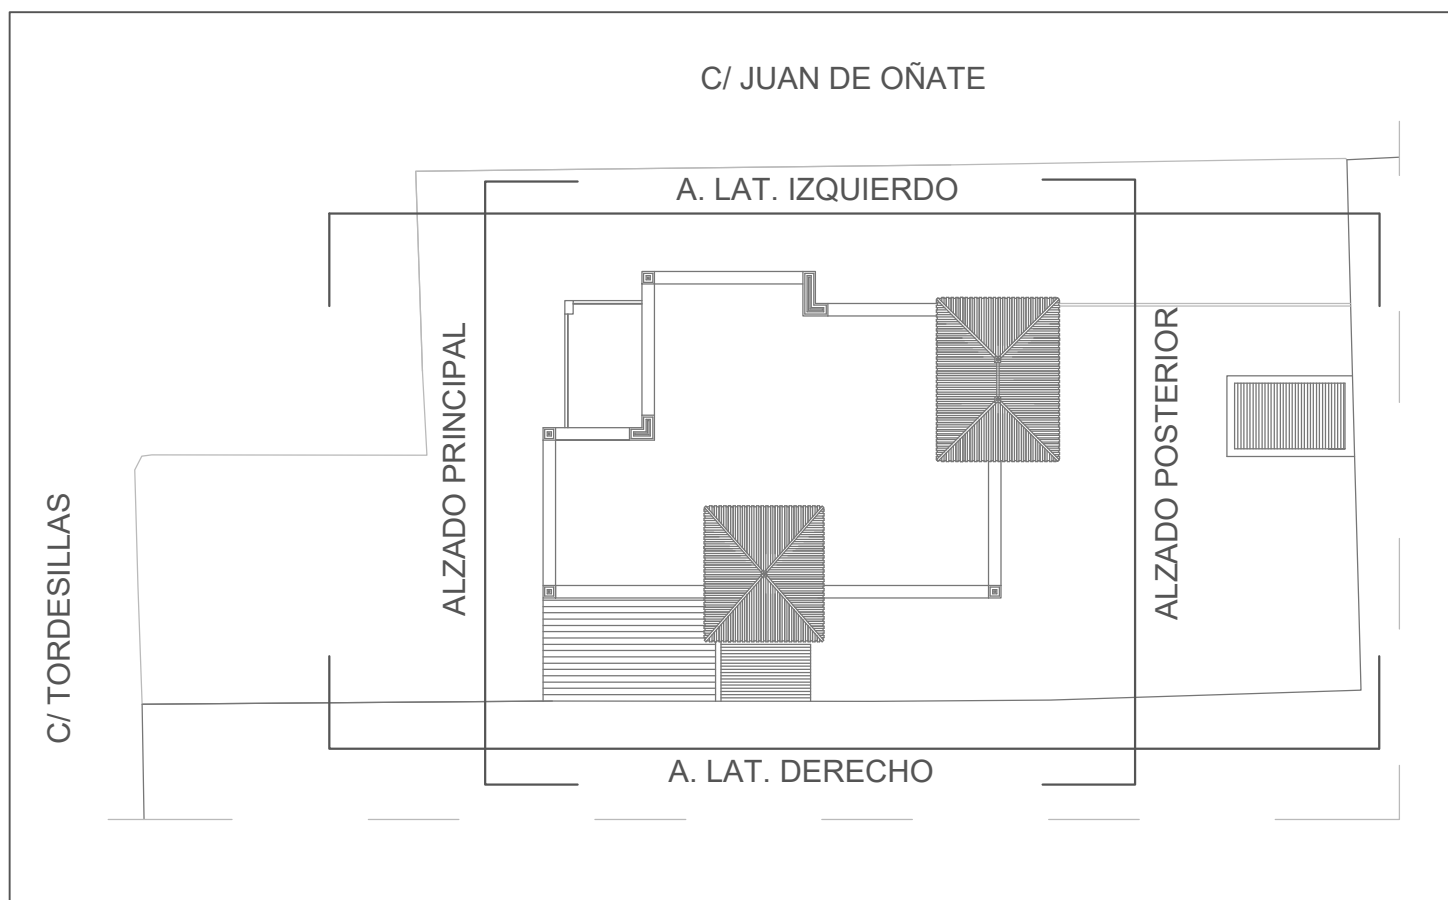 C/ JUAN DE OÑATE
A. LAT. IZQUIERDO
ALZADO PRINCIPAL
ALZADO POSTERIOR
C/ TORDESILLAS
A. LAT. DERECHO